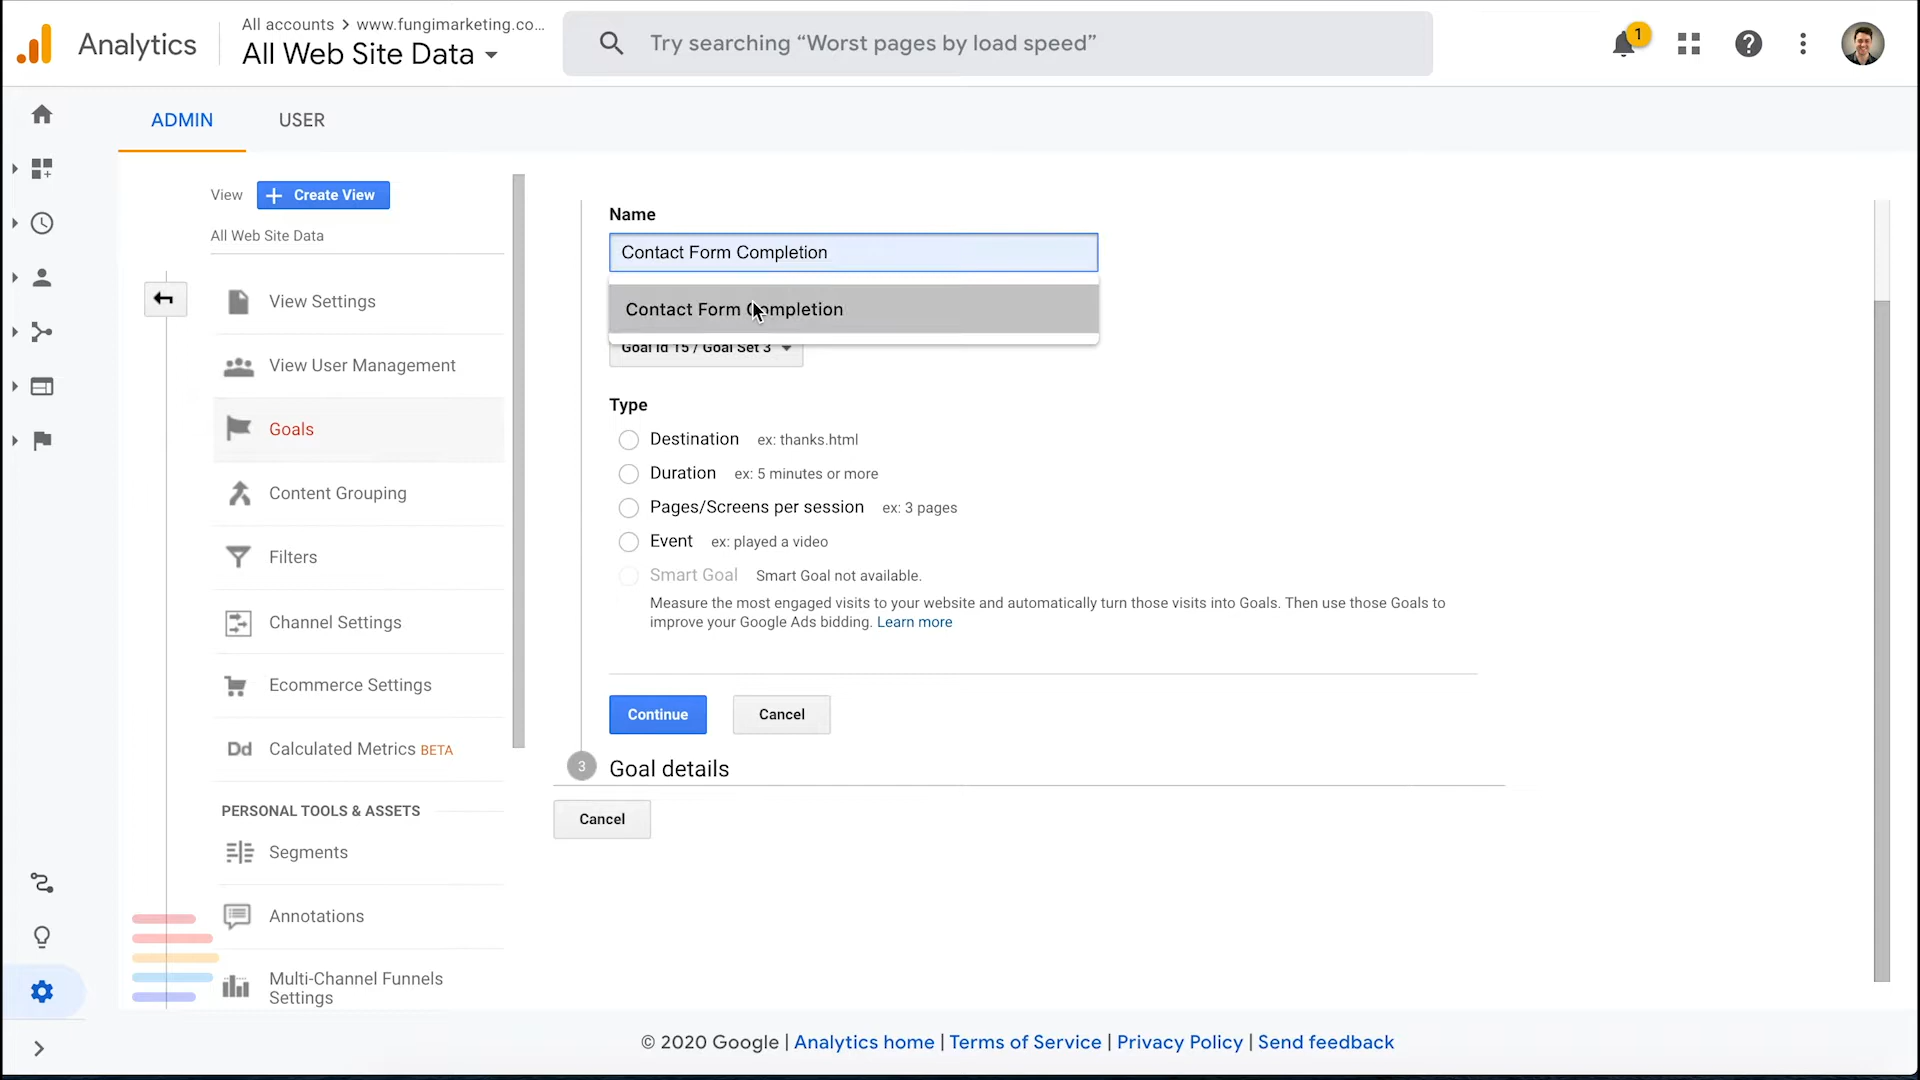 Analytics
All accounts > www.fungimarketing.co...
All Web Site Data
Try searching “Worst pages by load speed”
1
ADMIN
USER
View
Create View
All Web Site Data
View Settings
View User Management
Goals
Content Grouping
Filters
Channel Settings
Ecommerce Settings
Dd Calculated Metrics BETA
PERSONAL TOOLS & ASSETS
Segments
Annotations
Multi-Channel Funnels
Settings
Name
Contact Form Completion
Contact Form Completion
Goal Id 15 / Goal Set 3
Type
Destination ex: thanks.html
Duration ex: 5 minutes or more
Pages/Screens per session ex: 3 pages
Event ex: played a video
Smart Goal Smart Goal not available.
Measure the most engaged visits to your website and automatically turn those visits into Goals. Then use those Goals to
improve your Google Ads bidding. Learn more
Continue
Cancel
3 Goal details
Cancel
© 2020 Google | Analytics home | Terms of Service | Privacy Policy | Send feedback